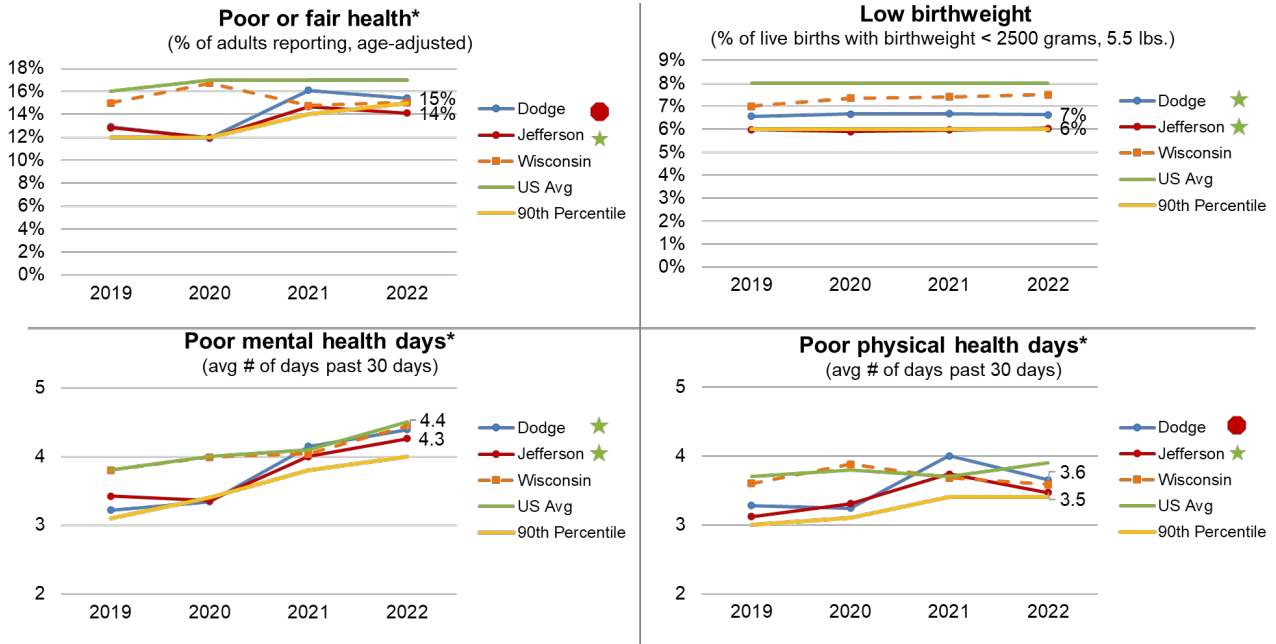 Poor or fair health*
(% of adults reporting, age-adjusted)
18%
16%
14%
12%
10%
8%
6%
4%
2%
0%
15%
14%
2019 2020 2021 2022
Dodge
Jefferson
Wisconsin
US Avg
90th Percentile
Low birthweight
(% of live births with birthweight < 2500 grams, 5.5 lbs.)
9%
8%
7%
6%
5%
4%
3%
2%
1%
0%
7%
6%
2019 2020 2021 2022
Dodge
Jefferson
Wisconsin
US Avg
90th Percentile
Poor mental health days*
(avg # of days past 30 days)
5
4
3
2
4.4
4.3
2019 2020 2021 2022
Dodge
Jefferson
Wisconsin
US Avg
90th Percentile
Poor physical health days*
(avg # of days past 30 days)
5
4
3
2
3.6
3.5
2019 2020 2021 2022
Dodge
Jefferson
Wisconsin
US Avg
90th Percentile